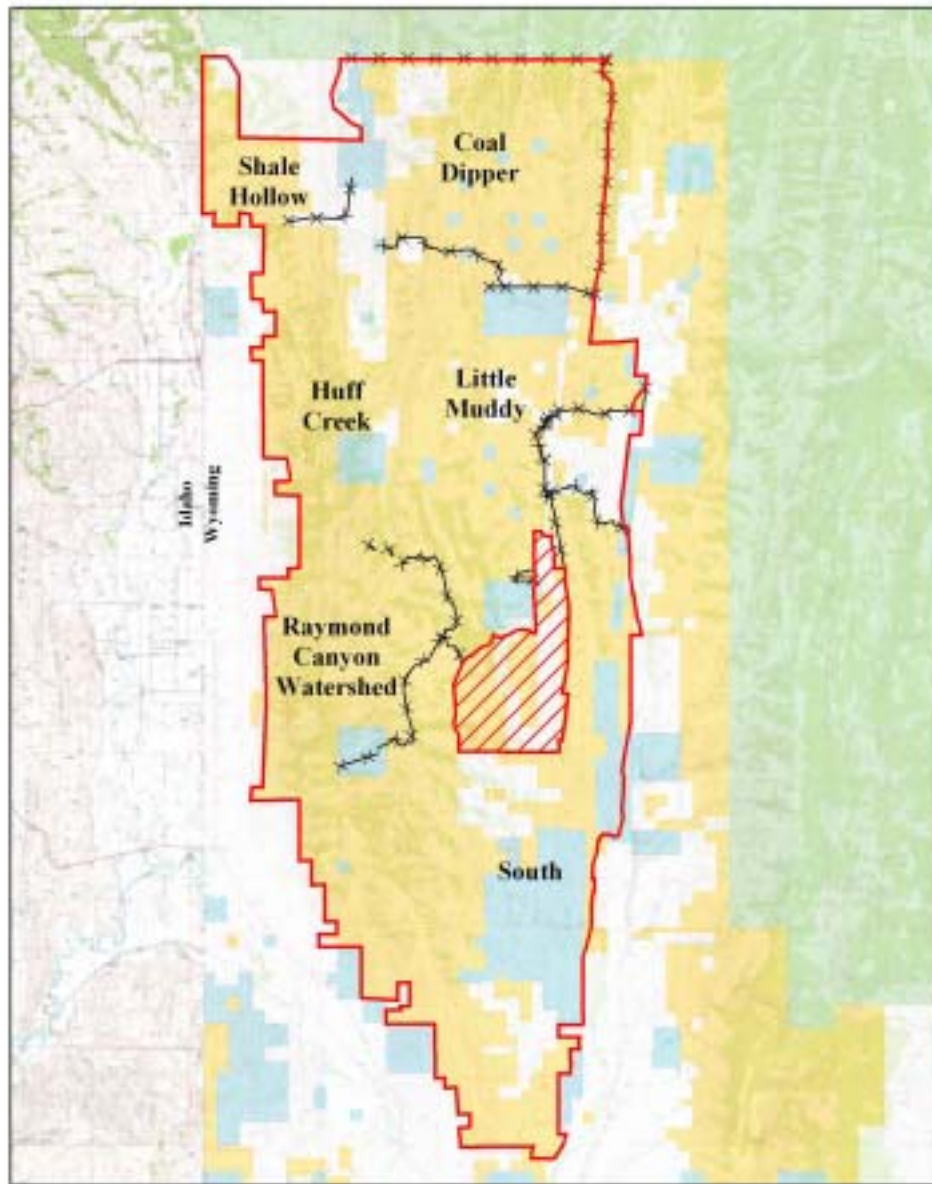 Coal
Dipper
Shale
Hollow
Huff
Creek
Little
Muddy
Idaho
Wyoming
Raymond
Canyon
Watershed
South